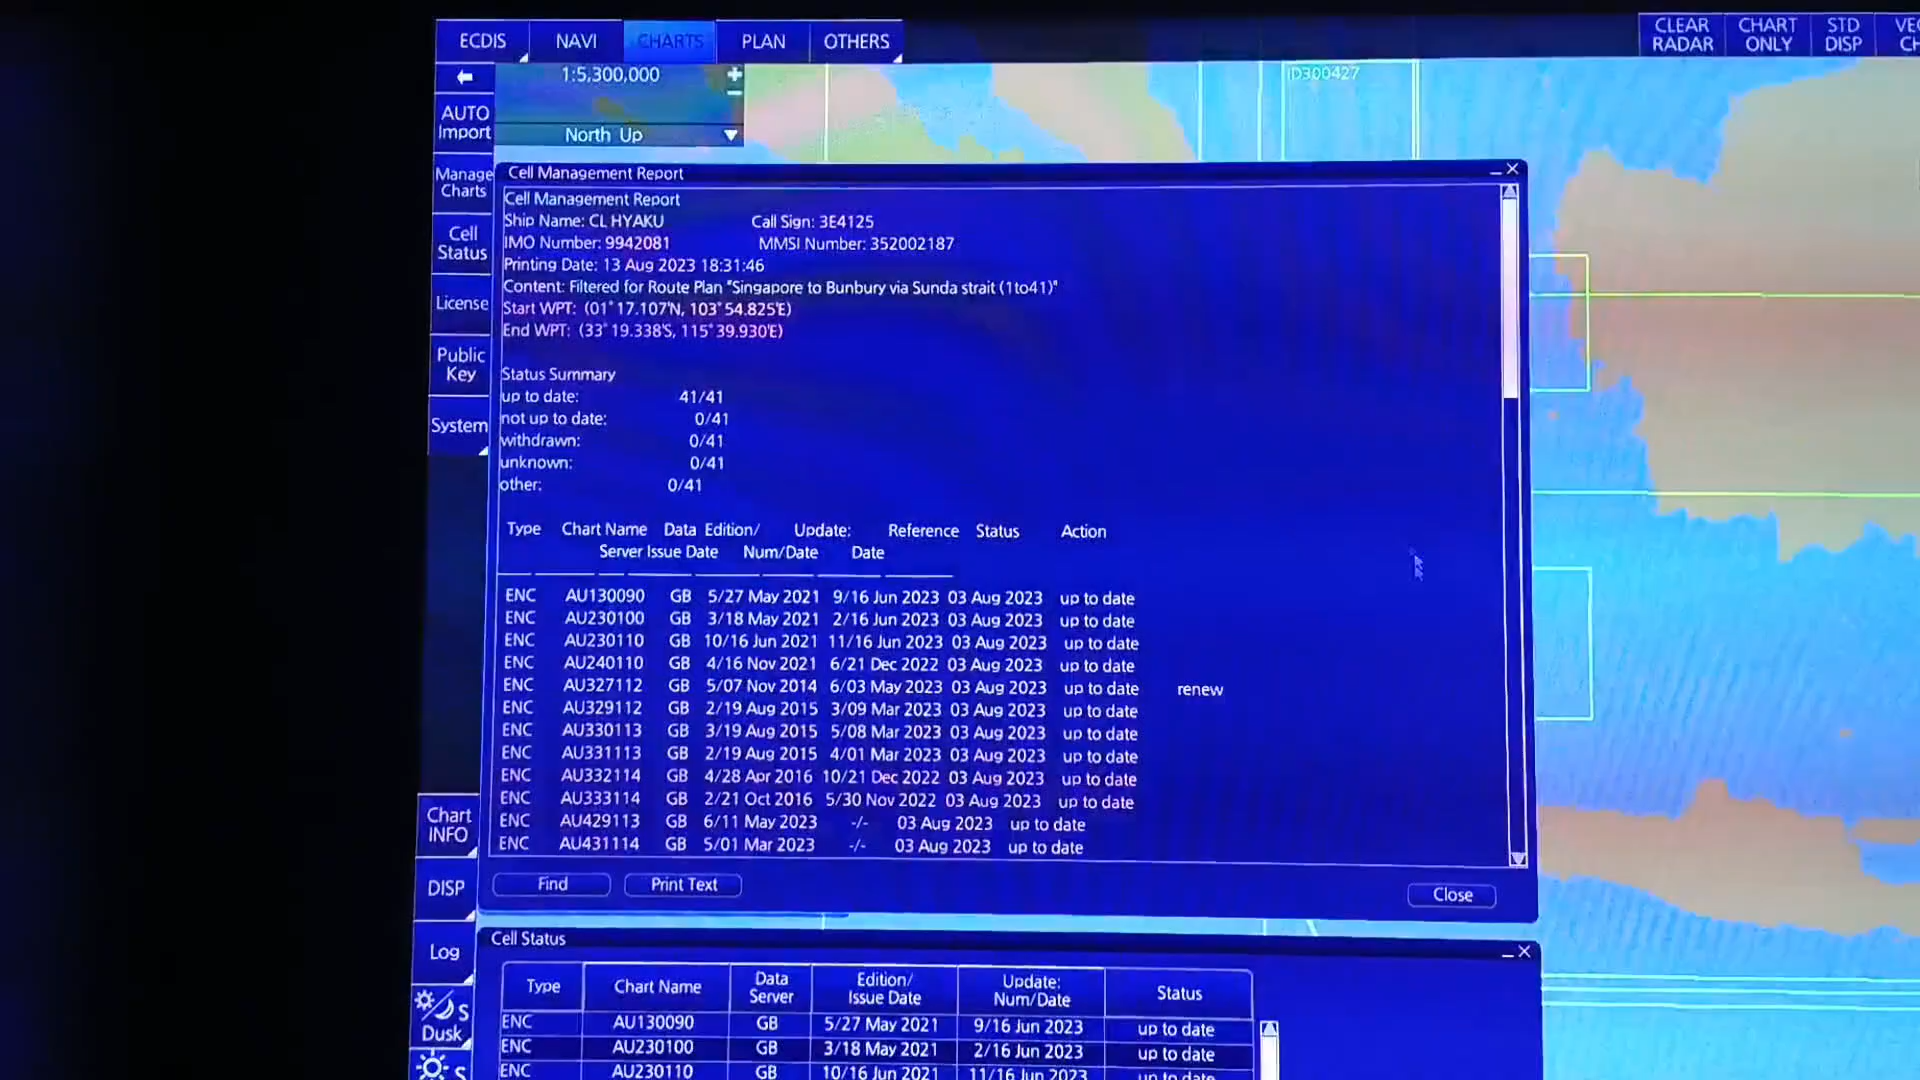 ECDIS NAVI CHARTS PLAN OTHERS
CLEAR RADAR CHART ONLY STD DISP
1:5,300,000
ID300427
North Up
AUTO Import
Manage Charts
Cell Status
License
Public Key
System
Chart INFO
DISP
Log
S
Dusk
S
Cell Management Report
Cell Management Report
Ship Name: CL HYAKU Call Sign: 3E4125
IMO Number: 9942081 MMSI Number: 352002187
Printing Date: 13 Aug 2023 18:31:46
Content: Filtered for Route Plan "Singapore to Bunbury via Sunda strait (1to41)"
Start WPT: (01°17.107'N, 103°54.825'E)
End WPT: (33°19.338'S, 115°39.930'E)
Status Summary
up to date: 41/41
not up to date: 0/41
withdrawn: 0/41
unknown: 0/41
other: 0/41
Type Chart Name Data Edition/ Update: Reference Status Action
Server Issue Date Num/Date Date
ENC AU130090 GB 5/27 May 2021 9/16 Jun 2023 03 Aug 2023 up to date
ENC AU230100 GB 3/18 May 2021 2/16 Jun 2023 03 Aug 2023 up to date
ENC AU230110 GB 10/16 Jun 2021 11/16 Jun 2023 03 Aug 2023 up to date
ENC AU240110 GB 4/16 Nov 2021 6/21 Dec 2022 03 Aug 2023 up to date
ENC AU327112 GB 5/07 Nov 2014 6/03 May 2023 03 Aug 2023 up to date renew
ENC AU329112 GB 2/19 Aug 2015 3/09 Mar 2023 03 Aug 2023 up to date
ENC AU330113 GB 3/19 Aug 2015 5/08 Mar 2023 03 Aug 2023 up to date
ENC AU331113 GB 2/19 Aug 2015 4/01 Mar 2023 03 Aug 2023 up to date
ENC AU332114 GB 4/28 Apr 2016 10/21 Dec 2022 03 Aug 2023 up to date
ENC AU333114 GB 2/21 Oct 2016 5/30 Nov 2022 03 Aug 2023 up to date
ENC AU429113 GB 6/11 May 2023 -/- 03 Aug 2023 up to date
ENC AU431114 GB 5/01 Mar 2023 -/- 03 Aug 2023 up to date
Find Print Text Close
Cell Status
Type Chart Name Data Server Edition/ Issue Date Update: Num/Date Status
ENC AU130090 GB 5/27 May 2021 9/16 Jun 2023 up to date
ENC AU230100 GB 3/18 May 2021 2/16 Jun 2023 up to date
ENC AU230110 GB 10/16 Jun 2021 11/16 Jun 2023 up to date